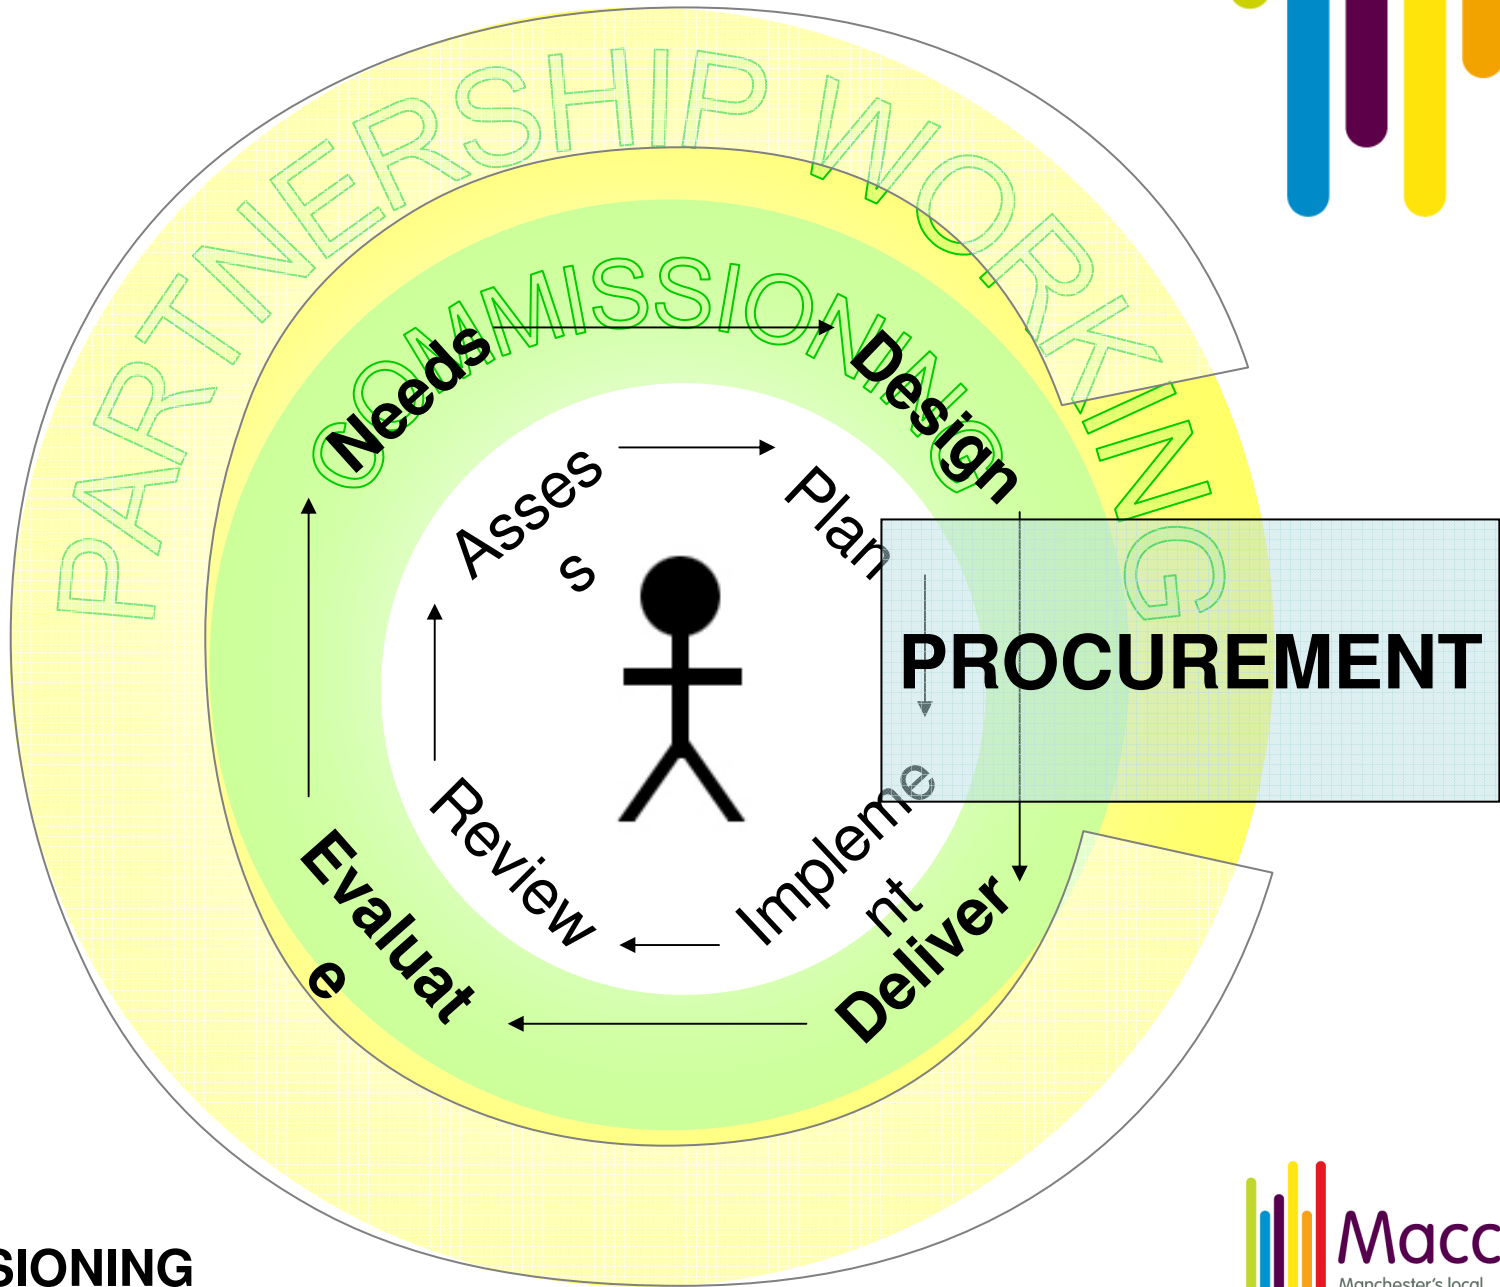 PARTNERSHIP WORKING
COMMISSIONING
Needs
Design
Asses
s
Plan
PROCUREMENT
Review
Impleme
nt
Evaluat
e
Deliver
SIONING
Macc
Manchester's local